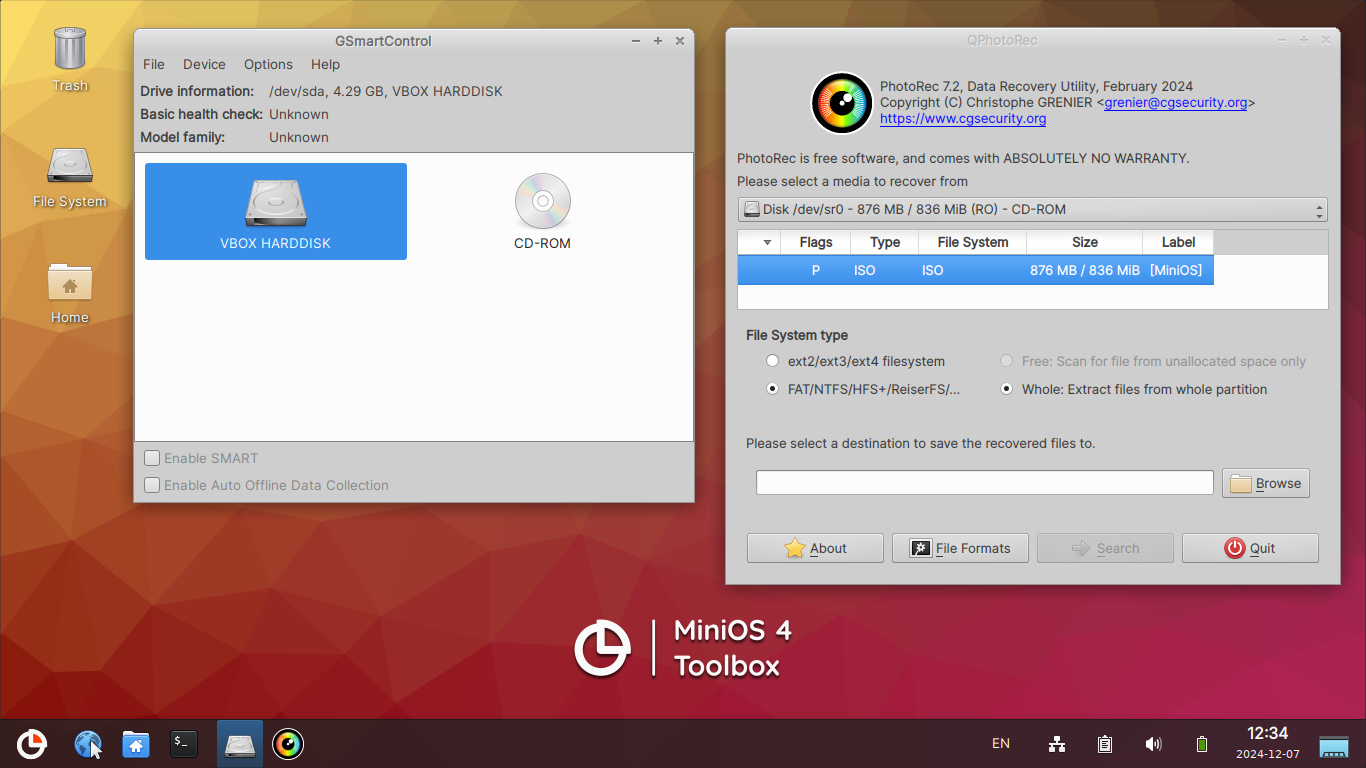 Trash
File System
Home
GSmartControl
File Device Options Help
Drive information: /dev/sda, 4.29 GB, VBOX HARDDISK
Basic health check: Unknown
Model family: Unknown
VBOX HARDDISK
CD-ROM
Enable SMART
Enable Auto Offline Data Collection
QPhotoRec
PhotoRec 7.2, Data Recovery Utility, February 2024
Copyright (C) Christophe GRENIER <grenier@cgsecurity.org>
https://www.cgsecurity.org
PhotoRec is free software, and comes with ABSOLUTELY NO WARRANTY.
Please select a media to recover from
Disk /dev/sr0 - 876 MB / 836 MiB (RO) - CD-ROM
Flags Type File System Size Label
P ISO ISO 876 MB / 836 MiB [MiniOS]
File System type
ext2/ext3/ext4 filesystem
Free: Scan for file from unallocated space only
FAT/NTFS/HFS+/ReiserFS/...
Whole: Extract files from whole partition
Please select a destination to save the recovered files to.
Browse
About
File Formats
Search
Quit
MiniOS 4
Toolbox
EN
12:34
2024-12-07